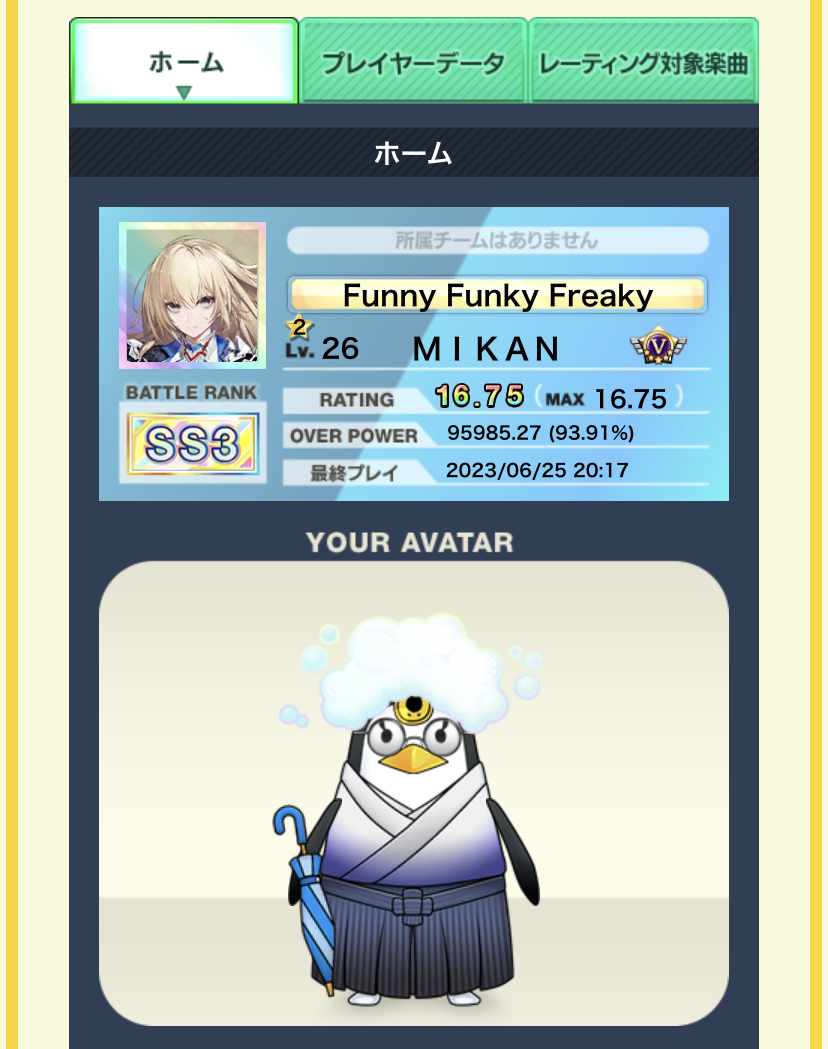 ホーム
プレイヤーデータ
レーティング対象楽曲
▼
ホーム
所属チームはありません
Funny Funky Freaky
2
Lv. 26 ＭＩＫＡＮ V
BATTLE RANK
SS3
RATING 16.75 ( MAX 16.75 )
OVER POWER 95985.27 (93.91%)
最終プレイ 2023/06/25 20:17
YOUR AVATAR